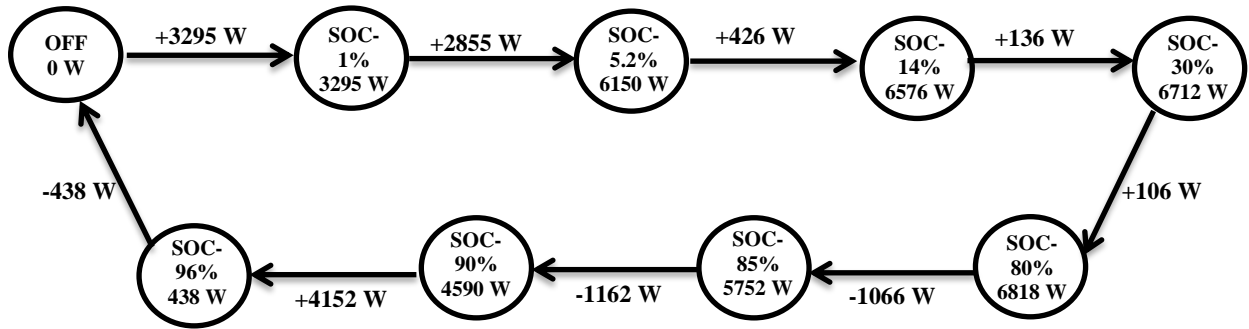 OFF
0 W
+3295 W
SOC-
1%
3295 W
+2855 W
SOC-
5.2%
6150 W
+426 W
SOC-
14%
6576 W
+136 W
SOC-
30%
6712 W
+106 W
SOC-
80%
6818 W
-1066 W
SOC-
85%
5752 W
-1162 W
SOC-
90%
4590 W
+4152 W
SOC-
96%
438 W
-438 W